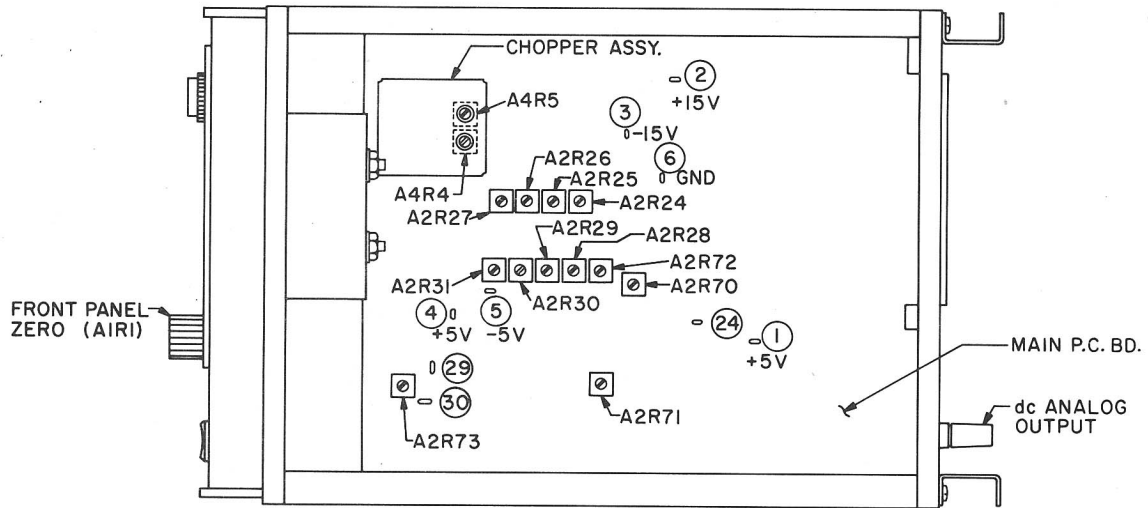 CHOPPER ASSY.
2
+15V
A4R5
3
-15V
6
GND
A4R4
A2R26
A2R25
A2R27
A2R24
A2R29
A2R28
A2R31
A2R30
A2R72
A2R70
FRONT PANEL
ZERO (A1R1)
4
+5V
5
-5V
24
1
+5V
MAIN P.C. BD.
29
30
A2R73
A2R71
dc ANALOG
OUTPUT